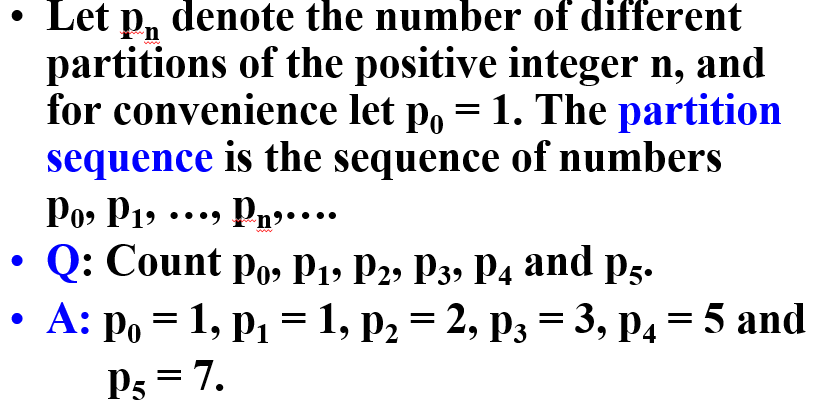 • Let pₙ denote the number of different
partitions of the positive integer n, and
for convenience let p₀ = 1. The partition
sequence is the sequence of numbers
p₀, p₁, …, pₙ,….
• Q: Count p₀, p₁, p₂, p₃, p₄ and p₅.
• A: p₀ = 1, p₁ = 1, p₂ = 2, p₃ = 3, p₄ = 5 and
p₅ = 7.